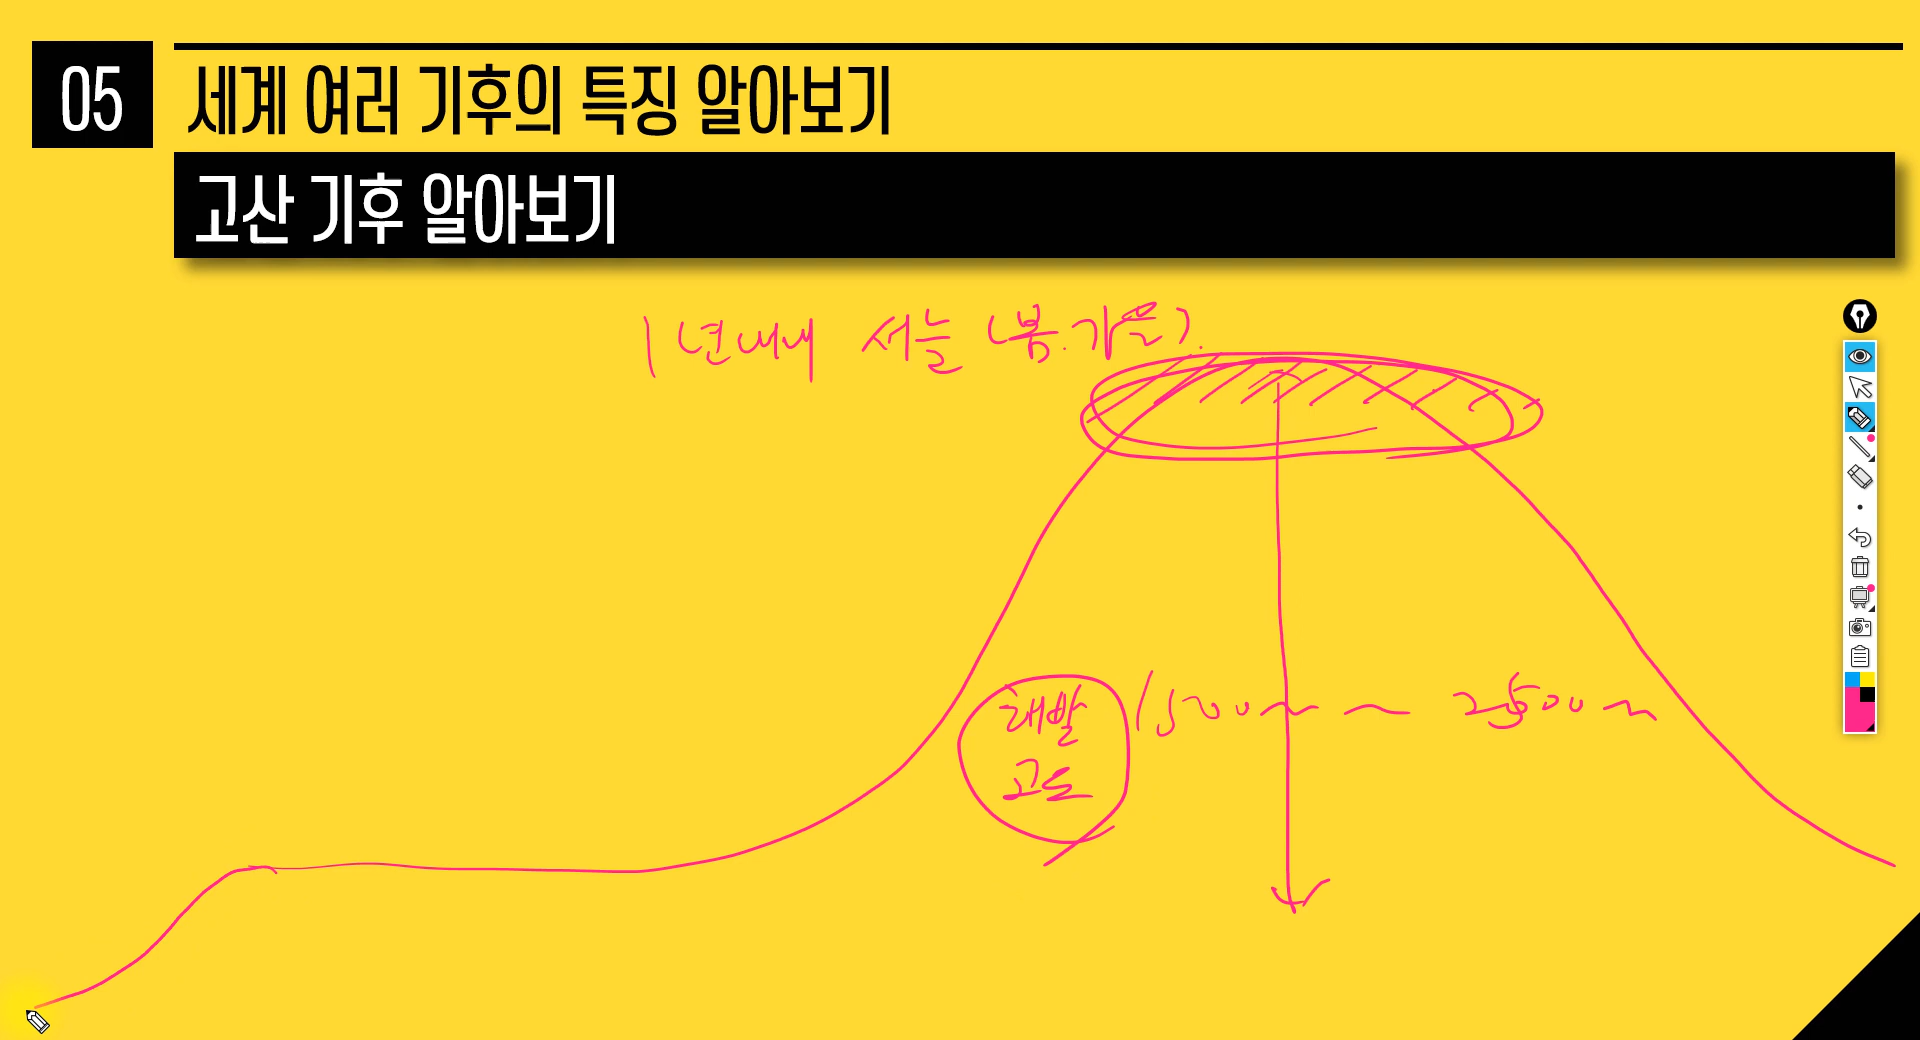 05
세계 여러 기후의 특징 알아보기
고산 기후 알아보기
1년내내 서늘 (봄.가을).
해발
고도
1500m ~ 2500m